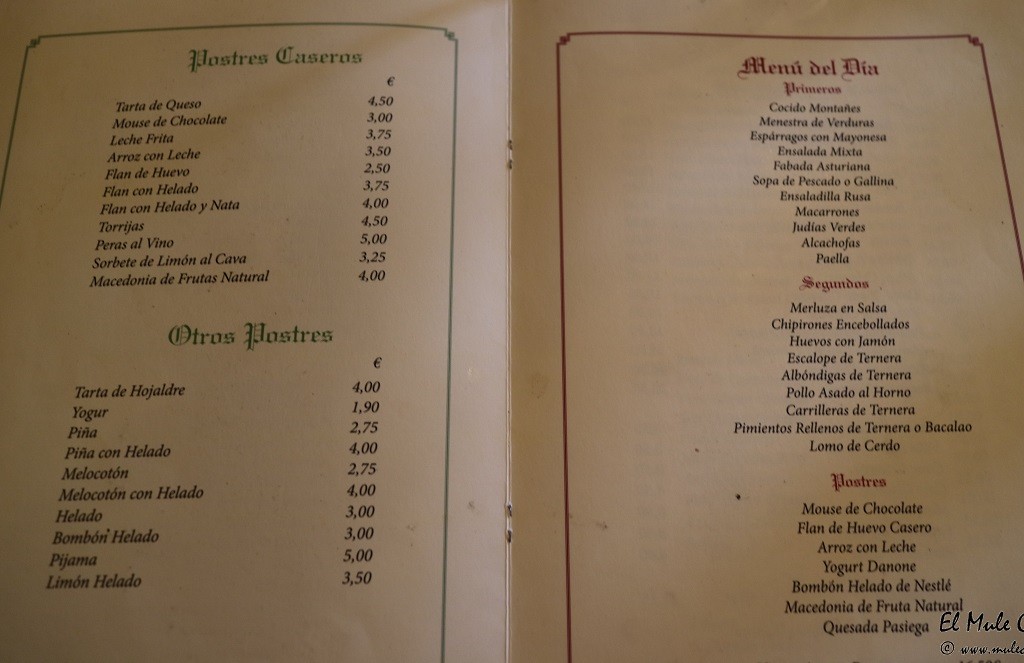 Postres Caseros
€
Tarta de Queso 4,50
Mouse de Chocolate 3,00
Leche Frita 3,75
Arroz con Leche 3,50
Flan de Huevo 2,50
Flan con Helado 3,75
Flan con Helado y Nata 4,00
Torrijas 4,50
Peras al Vino 5,00
Sorbete de Limón al Cava 3,25
Macedonia de Frutas Natural 4,00
Otros Postres
€
Tarta de Hojaldre 4,00
Yogur 1,90
Piña 2,75
Piña con Helado 4,00
Melocotón 2,75
Melocotón con Helado 4,00
Helado 3,00
Bombón Helado 3,00
Pijama 5,00
Limón Helado 3,50
Menú del Día
Primeros
Cocido Montañes
Menestra de Verduras
Espárragos con Mayonesa
Ensalada Mixta
Fabada Asturiana
Sopa de Pescado o Gallina
Ensaladilla Rusa
Macarrones
Judías Verdes
Alcachofas
Paella
Segundos
Merluza en Salsa
Chipirones Encebollados
Huevos con Jamón
Escalope de Ternera
Albóndigas de Ternera
Pollo Asado al Horno
Carrilleras de Ternera
Pimientos Rellenos de Ternera o Bacalao
Lomo de Cerdo
Postres
Mouse de Chocolate
Flan de Huevo Casero
Arroz con Leche
Yogurt Danone
Bombón Helado de Nestlé
Macedonia de Fruta Natural
Quesada Pasiega
El Mule
© www.mule